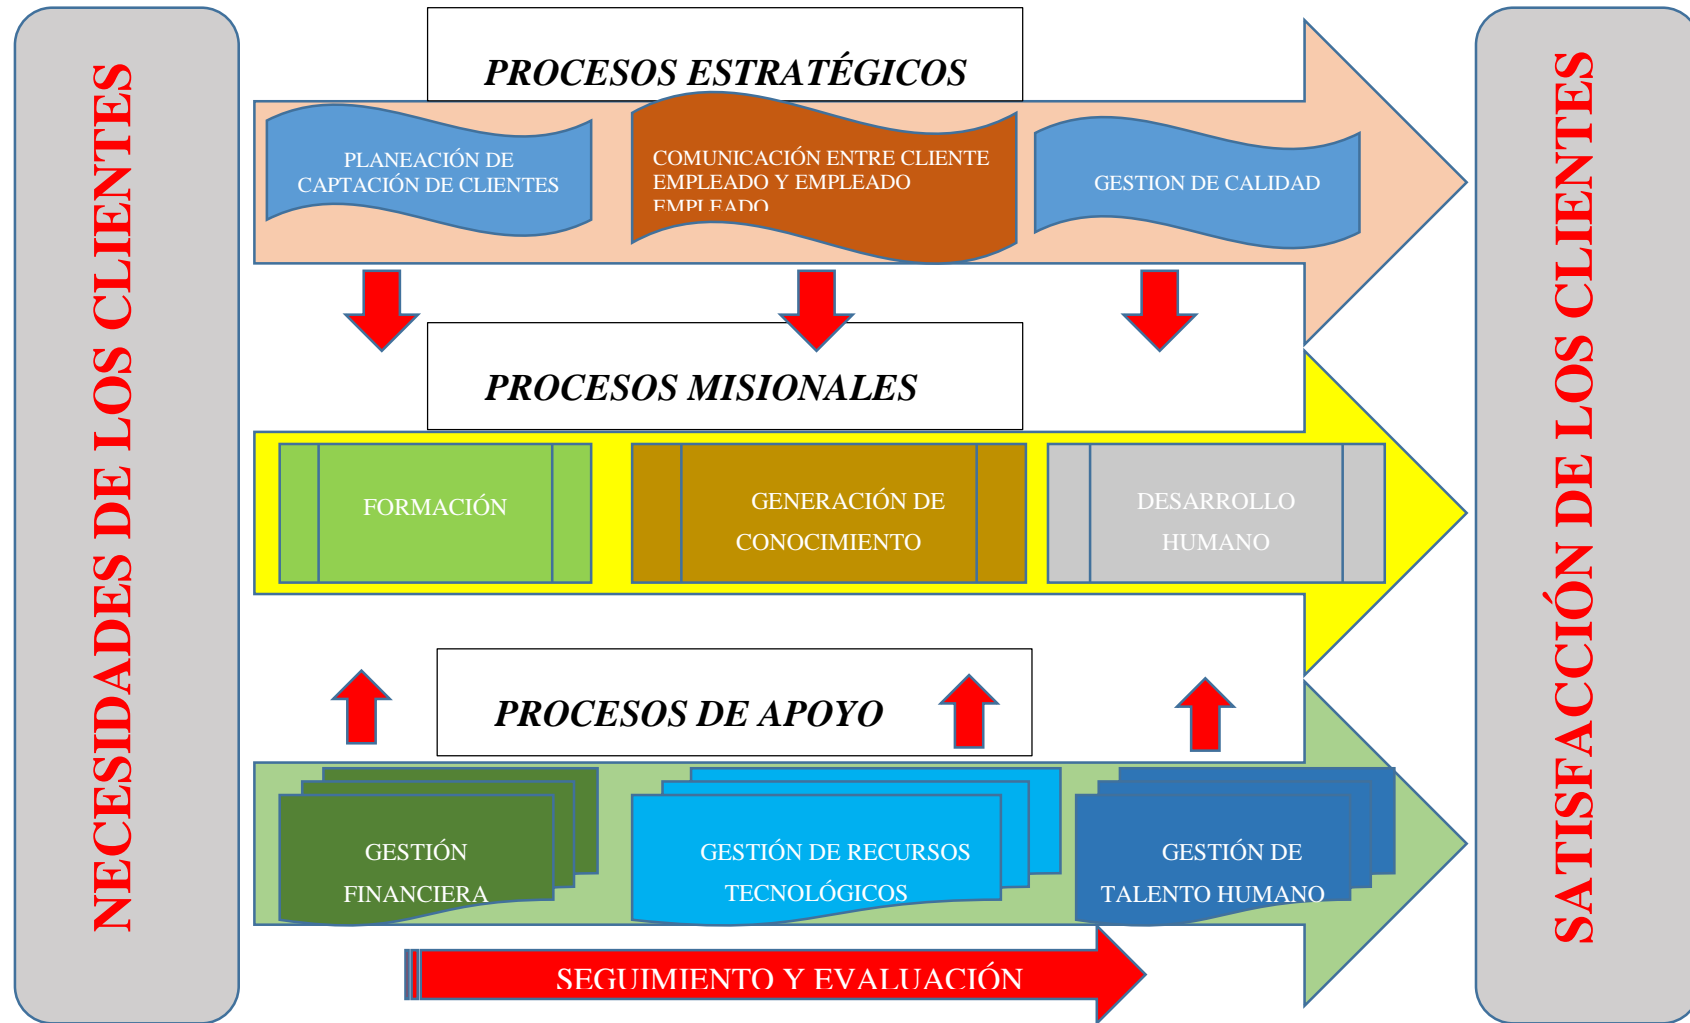 NECESIDADES DE LOS CLIENTES
PROCESOS ESTRATÉGICOS
PLANEACIÓN DE
CAPTACIÓN DE CLIENTES
COMUNICACIÓN ENTRE CLIENTE
EMPLEADO Y EMPLEADO
EMPLEADO
GESTION DE CALIDAD
PROCESOS MISIONALES
FORMACIÓN
GENERACIÓN DE
CONOCIMIENTO
DESARROLLO
HUMANO
PROCESOS DE APOYO
GESTIÓN
FINANCIERA
GESTIÓN DE RECURSOS
TECNOLÓGICOS
GESTIÓN DE
TALENTO HUMANO
SEGUIMIENTO Y EVALUACIÓN
SATISFACCIÓN DE LOS CLIENTES